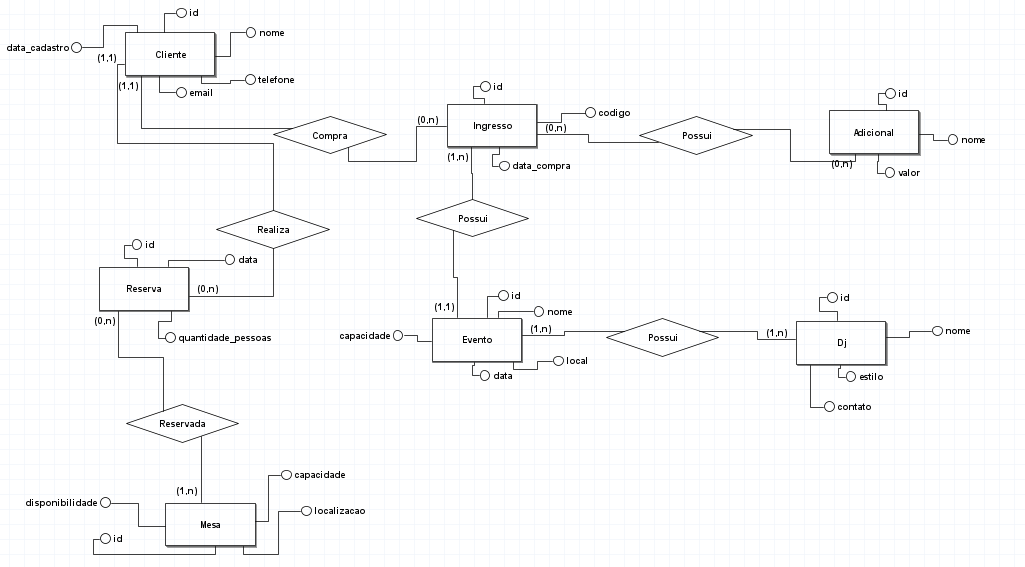 id
nome
data_cadastro
Cliente
(1,1)
(1,1)
telefone
email
id
codigo
(0,n)
Ingresso
(0,n)
Compra
(1,n)
data_compra
Possui
id
Adicional
nome
(0,n)
valor
Possui
Realiza
id
data
Reserva
(0,n)
(0,n)
quantidade_pessoas
id
nome
(1,1)
capacidade
Evento
(1,n)
local
data
Possui
id
(1,n)
Dj
nome
estilo
contato
Reservada
(1,n)
capacidade
disponibilidade
localizacao
Mesa
id